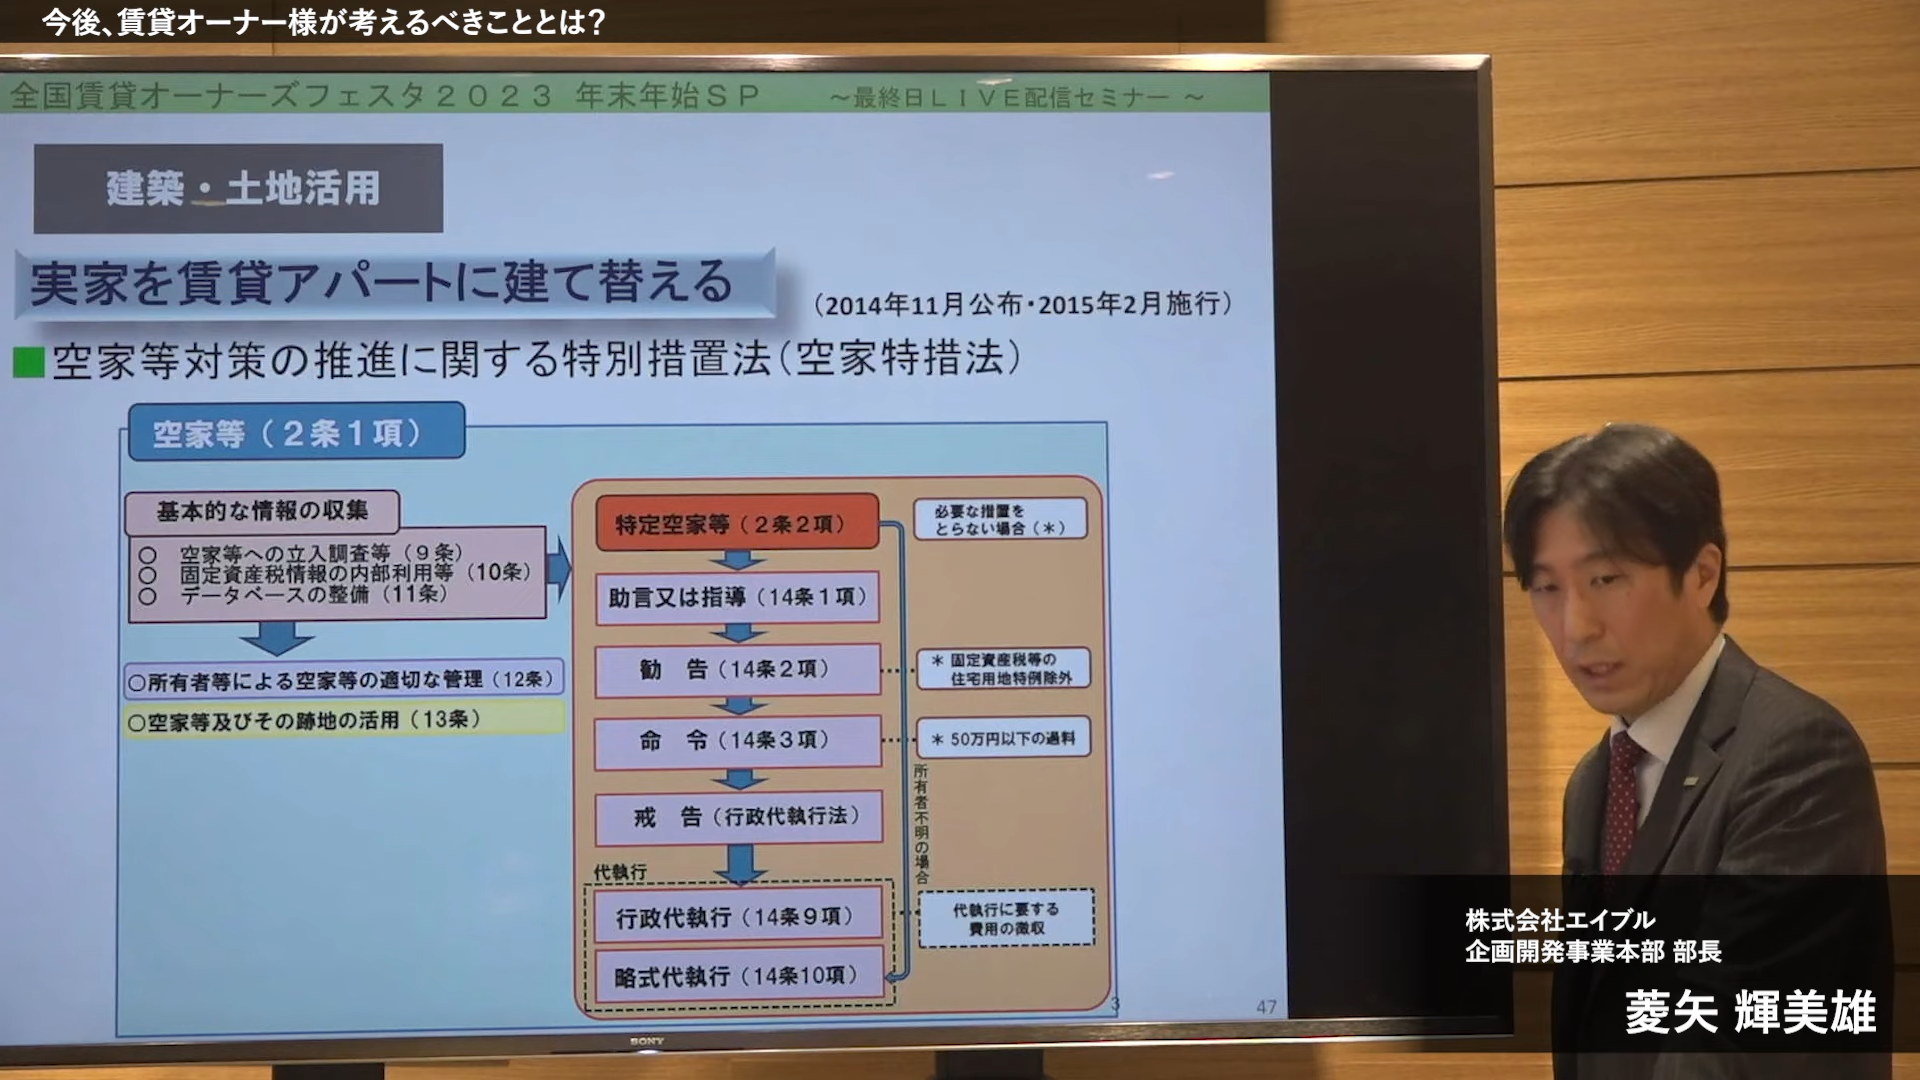 今後、賃貸オーナー様が考えるべきこととは?
全国賃貸オーナーズフェスタ2023 年末年始SP ～最終日LIVE配信セミナー ～
建築・土地活用
実家を賃貸アパートに建て替える
(2014年11月公布・2015年2月施行)
■空家等対策の推進に関する特別措置法(空家特措法)
空家等(2条1項)
基本的な情報の収集
○ 空家等への立入調査等(9条)
○ 固定資産税情報の内部利用等(10条)
○ データベースの整備(11条)
○所有者等による空家等の適切な管理(12条)
○空家等及びその跡地の活用(13条)
特定空家等(2条2項)
必要な措置を
とらない場合(*)
助言又は指導(14条1項)
勧 告(14条2項)
* 固定資産税等の
住宅用地特例除外
命 令(14条3項)
* 50万円以下の過料
戒 告(行政代執行法)
所有者不明の場合
代執行
行政代執行(14条9項)
代執行に要する
費用の徴収
略式代執行(14条10項)
3
47
SONY
株式会社エイブル
企画開発事業本部 部長
菱矢 輝美雄